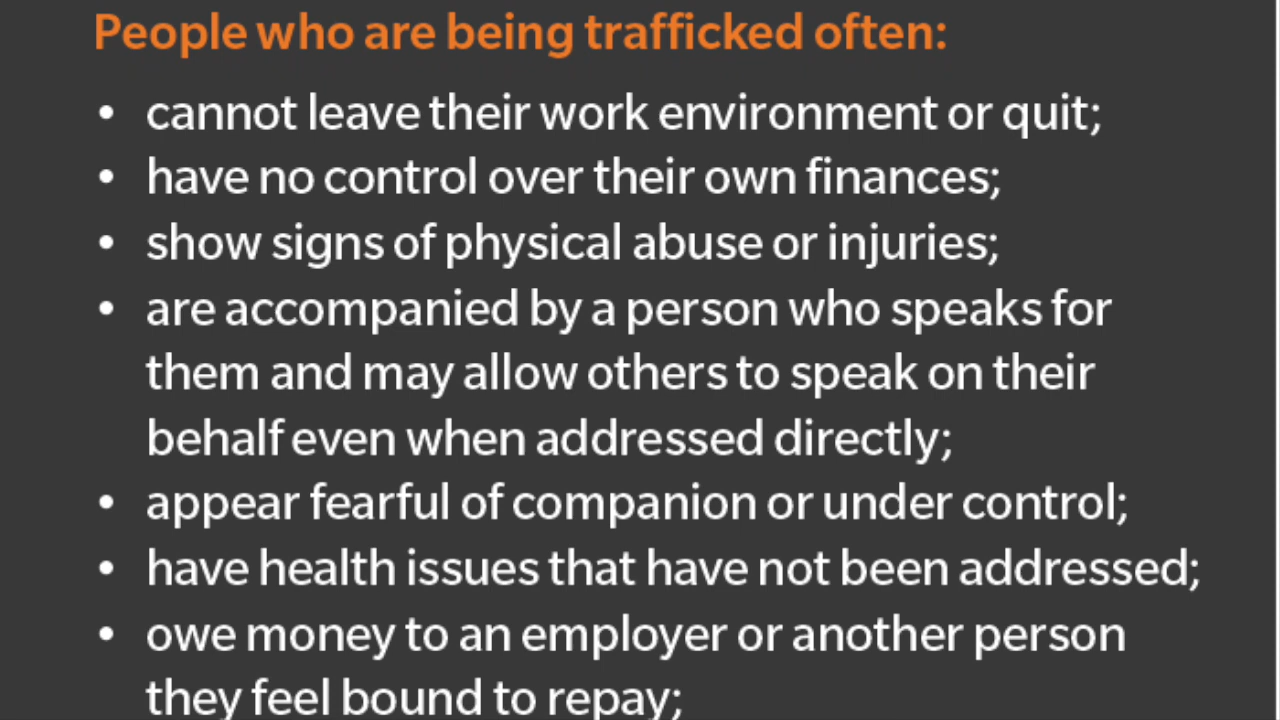 People who are being trafficked often:
• cannot leave their work environment or quit;
• have no control over their own finances;
• show signs of physical abuse or injuries;
• are accompanied by a person who speaks for
them and may allow others to speak on their
behalf even when addressed directly;
• appear fearful of companion or under control;
• have health issues that have not been addressed;
• owe money to an employer or another person
they feel bound to repay;